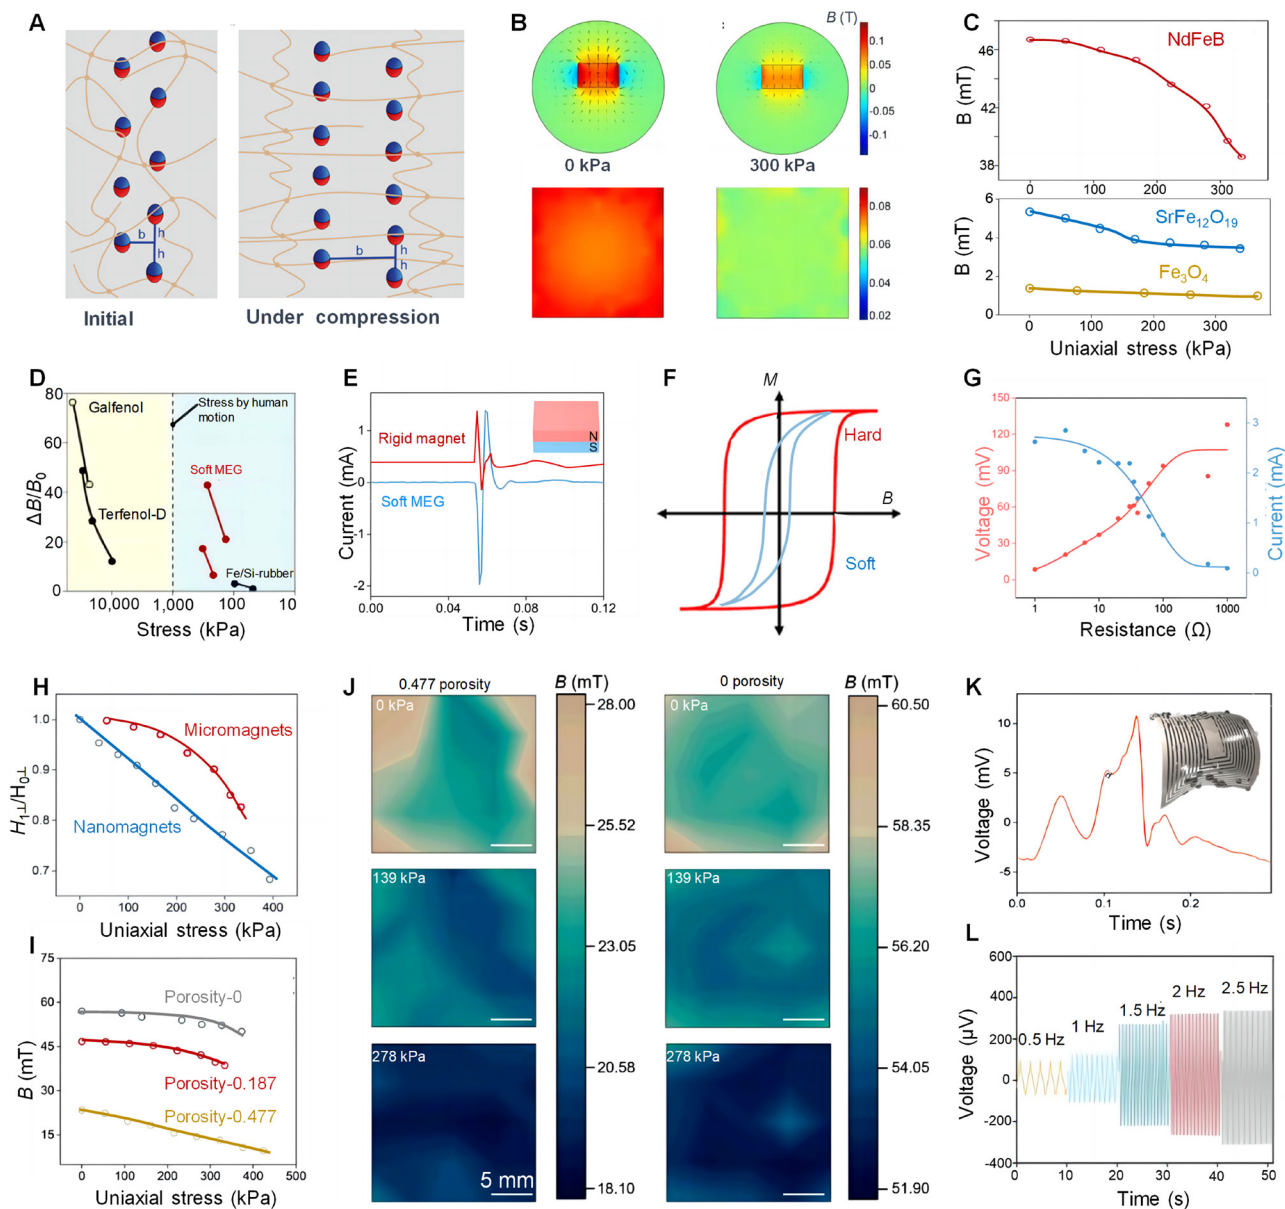 A
b
h
h
Initial
b
h
h
Under compression
B
B (T)
0.1
0.05
0
-0.05
-0.1
0 kPa
300 kPa
0.08
0.06
0.04
0.02
C
NdFeB
46
42
38
B (mT)
0
100
200
300
SrFe12O19
Fe3O4
6
4
2
0
B (mT)
0
100
200
300
Uniaxial stress (kPa)
D
80
60
40
20
0
ΔB/B0
Galfenol
Stress by human
motion
Soft MEG
Terfenol-D
Fe/Si-rubber
10,000
1,000
100
10
Stress (kPa)
E
1
0
-1
-2
Current (mA)
Rigid magnet
N
S
Soft MEG
0.00
0.04
0.08
0.12
Time (s)
F
M
Hard
B
Soft
G
150
120
90
60
30
0
Voltage (mV)
3
2
1
0
Current (mA)
1
10
100
1000
Resistance (Ω)
H
1.0
0.9
0.8
0.7
H1⊥/H0⊥
Micromagnets
Nanomagnets
0
100
200
300
400
Uniaxial stress (kPa)
I
75
60
45
30
15
B (mT)
Porosity-0
Porosity-0.187
Porosity-0.477
0
100
200
300
400
500
Uniaxial stress (kPa)
J
0.477 porosity
B (mT)
0 kPa
139 kPa
278 kPa
5 mm
28.00
25.52
23.05
20.58
18.10
0 porosity
B (mT)
0 kPa
139 kPa
278 kPa
60.50
58.35
56.20
54.05
51.90
K
10
5
0
-5
Voltage (mV)
0.0
0.1
0.2
Time (s)
L
600
400
200
0
-200
-400
Voltage (μV)
0.5 Hz
1 Hz
1.5 Hz
2 Hz
2.5 Hz
0
10
20
30
40
50
Time (s)